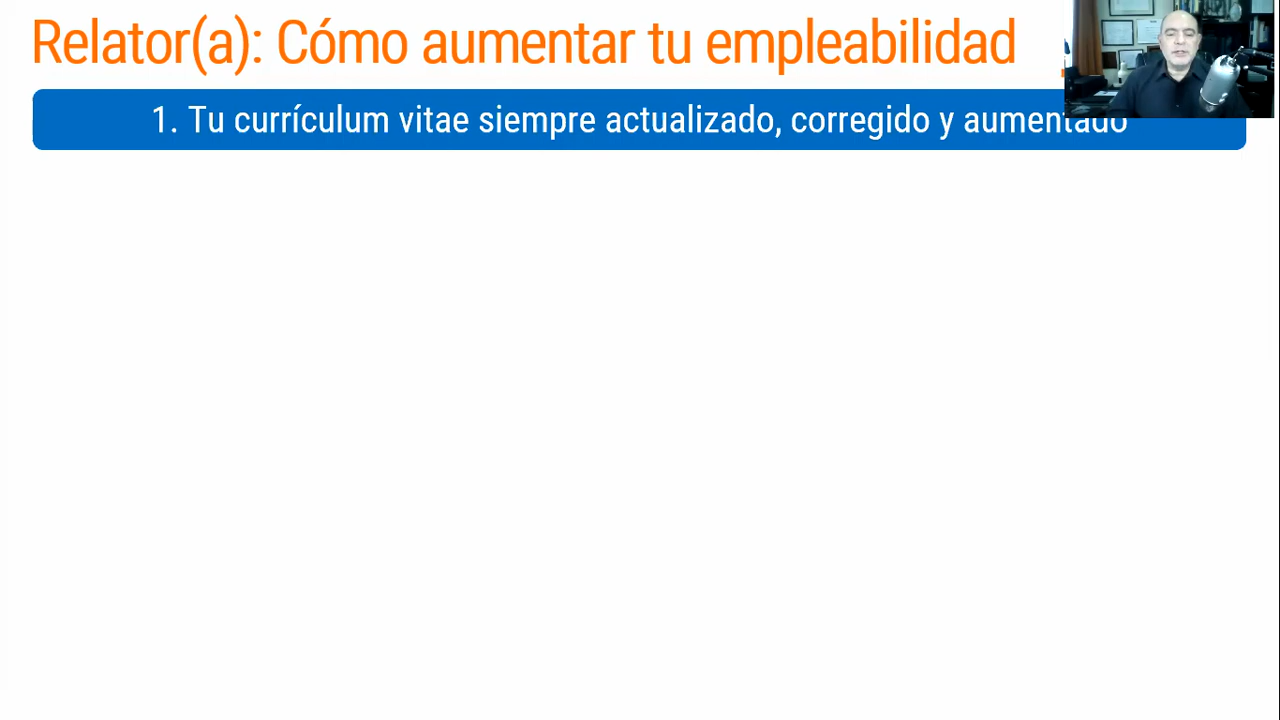 Relator(a): Cómo aumentar tu empleabilidad
1. Tu currículum vitae siempre actualizado, corregido y aumentado